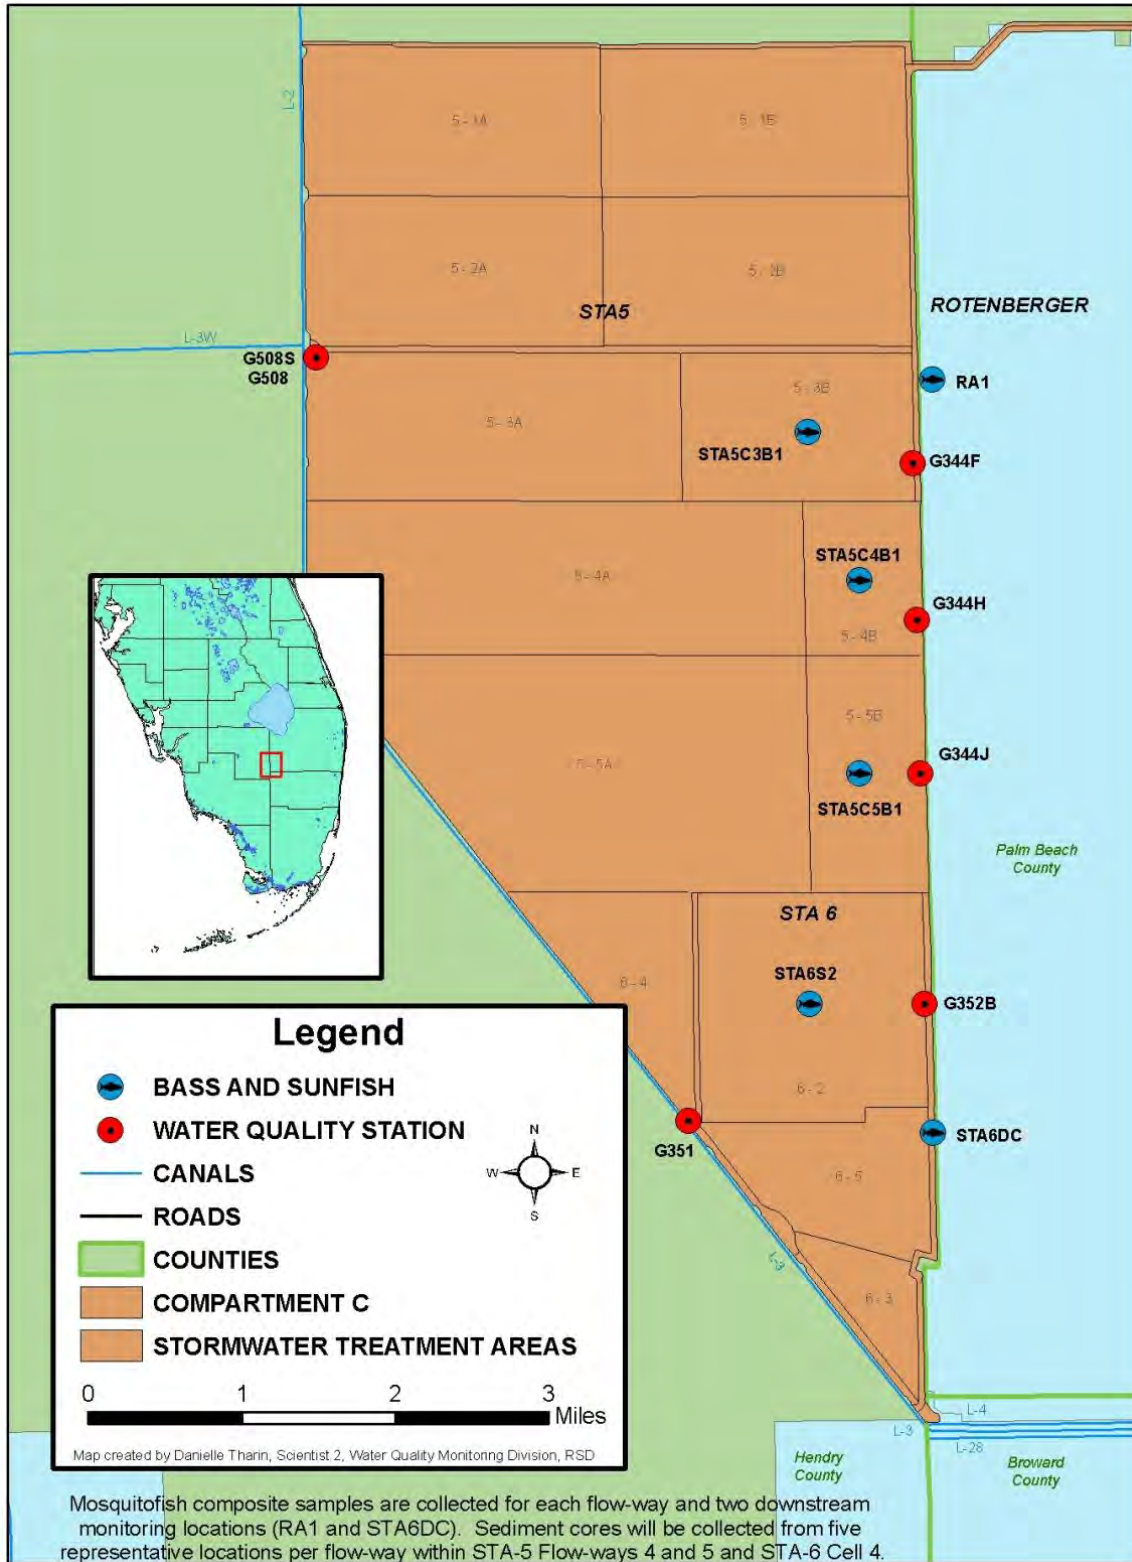 L-2
5-1A
5-1B
5-2A
5-2B
STA5
ROTENBERGER
L-3W
G508S
G508
RA1
5-3B
5-3A
STA5C3B1
G344F
STA5C4B1
5-4A
G344H
5-4B
5-5B
G344J
5-5A
STA5C5B1
Palm Beach
County
STA 6
STA6S2
6-4
G352B
6-2
G351
STA6DC
6-5
L-3
6-3
Legend
BASS AND SUNFISH
WATER QUALITY STATION
CANALS
ROADS
COUNTIES
COMPARTMENT C
STORMWATER TREATMENT AREAS
N
W E
S
0 1 2 3
Miles
Map created by Danielle Tharin, Scientist 2, Water Quality Monitoring Division, RSD
L-4
L-3
L-28
Hendry
County
Broward
County
Mosquitofish composite samples are collected for each flow-way and two downstream
monitoring locations (RA1 and STA6DC). Sediment cores will be collected from five
representative locations per flow-way within STA-5 Flow-ways 4 and 5 and STA-6 Cell 4.